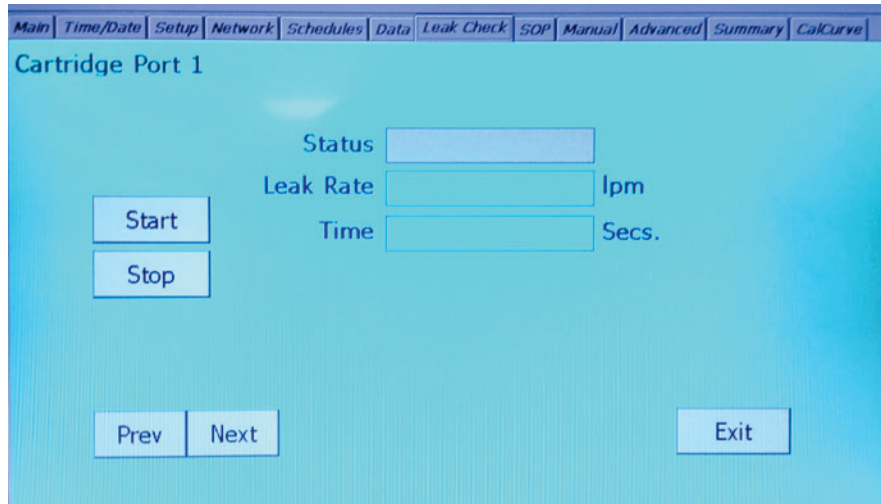 Main Time/Date Setup Network Schedules Data Leak Check SOP Manual Advanced Summary CalCurve
Cartridge Port 1
Status
Leak Rate lpm
Start
Time Secs.
Stop
Prev Next Exit